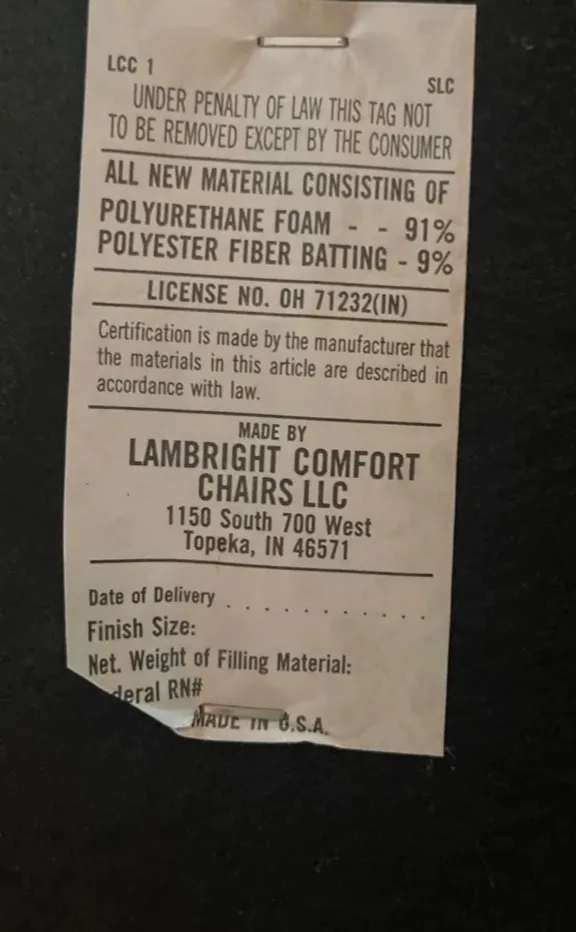 LCC 1
SLC
UNDER PENALTY OF LAW THIS TAG NOT
TO BE REMOVED EXCEPT BY THE CONSUMER
ALL NEW MATERIAL CONSISTING OF
POLYURETHANE FOAM - - 91%
POLYESTER FIBER BATTING - 9%
LICENSE NO. OH 71232(IN)
Certification is made by the manufacturer that
the materials in this article are described in
accordance with law.
MADE BY
LAMBRIGHT COMFORT
CHAIRS LLC
1150 South 700 West
Topeka, IN 46571
Date of Delivery . . . . . . . . . . . .
Finish Size:
Net. Weight of Filling Material:
deral RN#
MADE IN U.S.A.